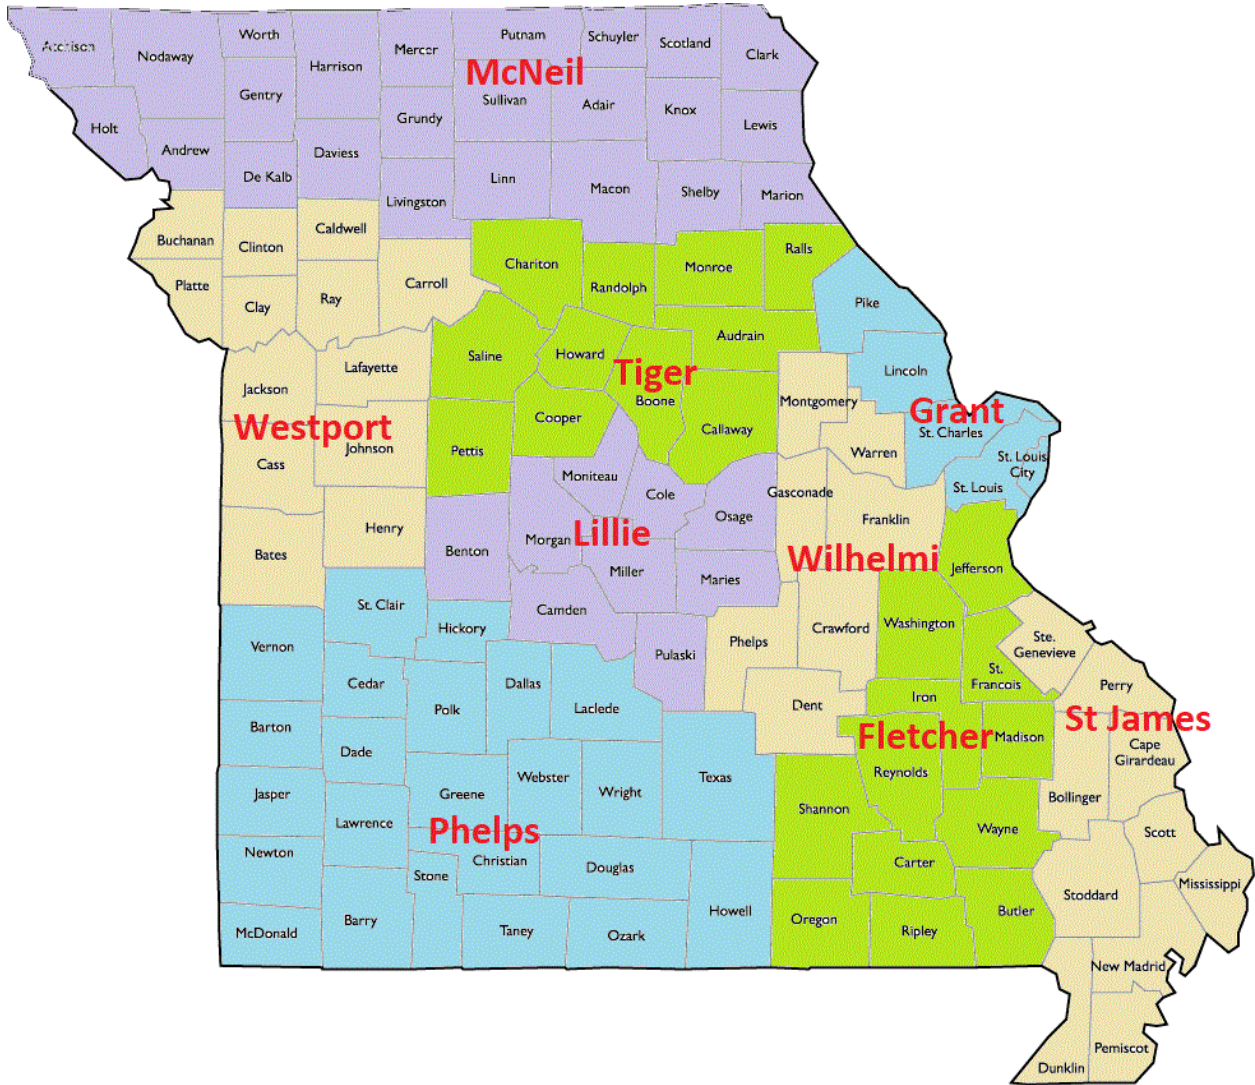 Atchison
Nodaway
Worth
Harrison
Mercer
Putnam
Schuyler
Scotland
Clark
McNeil
Gentry
Sullivan
Adair
Knox
Grundy
Lewis
Holt
Andrew
Daviess
De Kalb
Linn
Macon
Shelby
Marion
Livingston
Buchanan
Clinton
Caldwell
Chariton
Randolph
Monroe
Ralls
Platte
Clay
Ray
Carroll
Pike
Saline
Howard
Audrain
Jackson
Lafayette
Tiger
Boone
Lincoln
Montgomery
Grant
Westport
Johnson
Cooper
Callaway
St. Charles
Cass
Pettis
Warren
St. Louis
City
Moniteau
Cole
Gasconade
St. Louis
Henry
Osage
Franklin
Bates
Benton
Morgan
Lillie
Miller
Maries
Wilhelmi
Jefferson
St. Clair
Camden
Hickory
Pulaski
Phelps
Crawford
Washington
Vernon
Ste.
Genevieve
Cedar
Polk
Dallas
Laclede
Dent
Iron
St.
Francois
Perry
Barton
Dade
Fletcher
Madison
St James
Cape
Girardeau
Jasper
Greene
Webster
Wright
Texas
Reynolds
Bollinger
Lawrence
Phelps
Shannon
Wayne
Scott
Newton
Christian
Stone
Douglas
Carter
Stoddard
Mississippi
McDonald
Barry
Taney
Ozark
Howell
Oregon
Ripley
Butler
New Madrid
Dunklin
Pemiscot